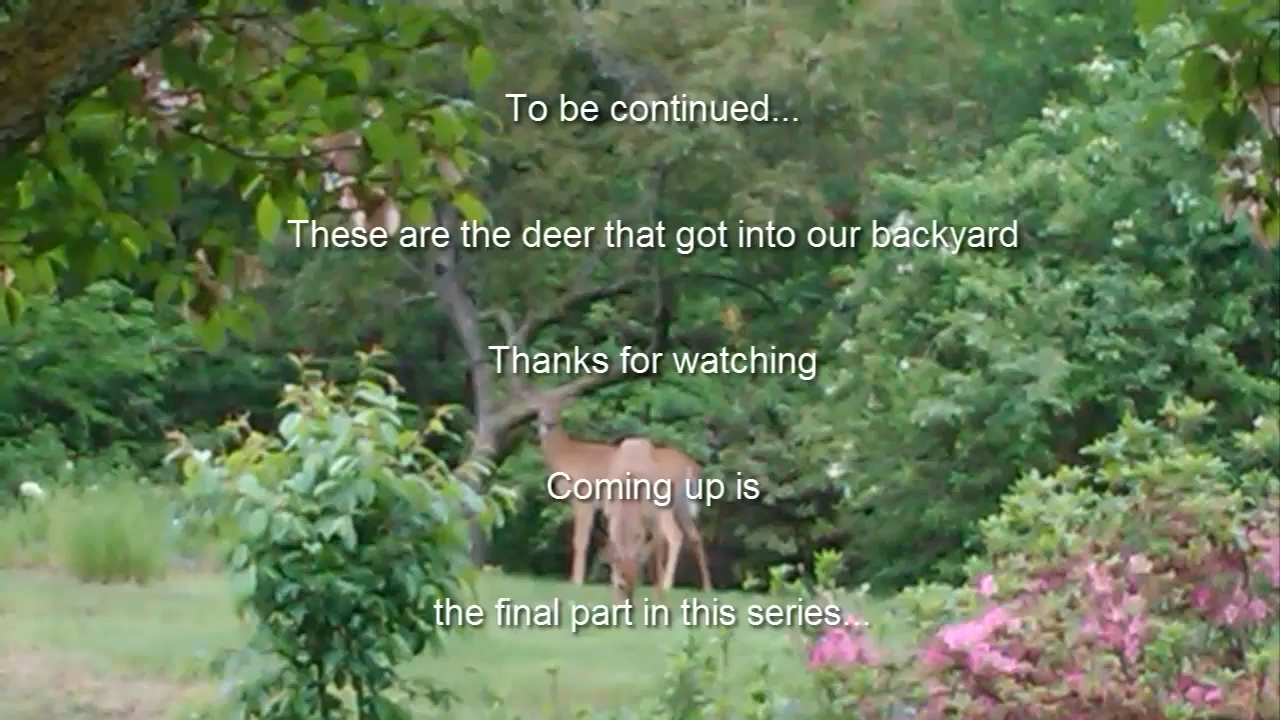 To be continued...
These are the deer that got into our backyard
Thanks for watching
Coming up is
the final part in this series...